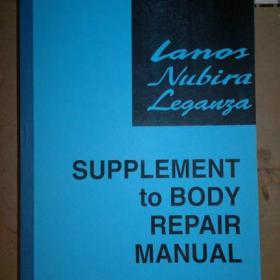 Lanos
Nubira
Leganza
SUPPLEMENT
to BODY
REPAIR
MANUAL